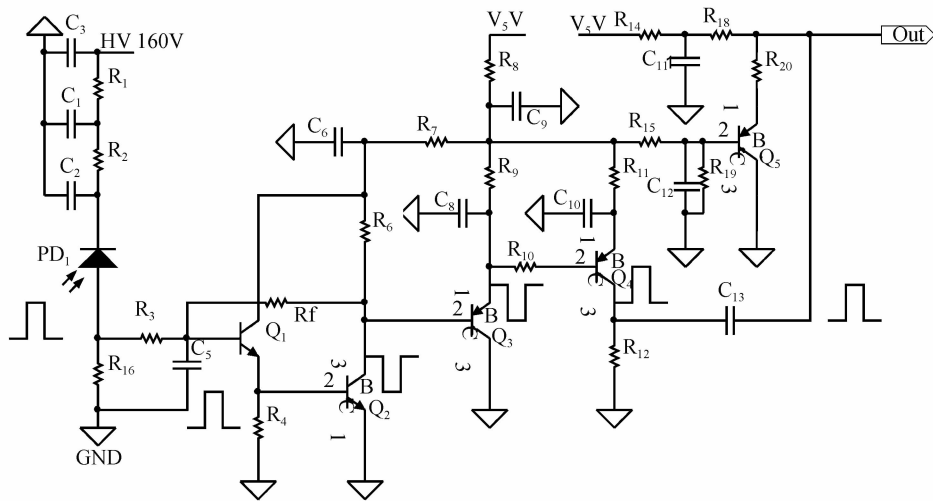 C3
HV 160V
R1
C1
R2
C2
PD1
R3
R16
GND
C5
Rf
Q1
R4
C6
R7
R6
3
2
B
C
Q2
1
V5V
R8
C9
R9
C8
R10
1
2
B
C
Q3
3
V5V
R14
R18
Out
C11
R20
R15
1
2
B
C
Q5
R19
3
C12
R11
C10
1
2
B
C
Q4
3
R12
C13